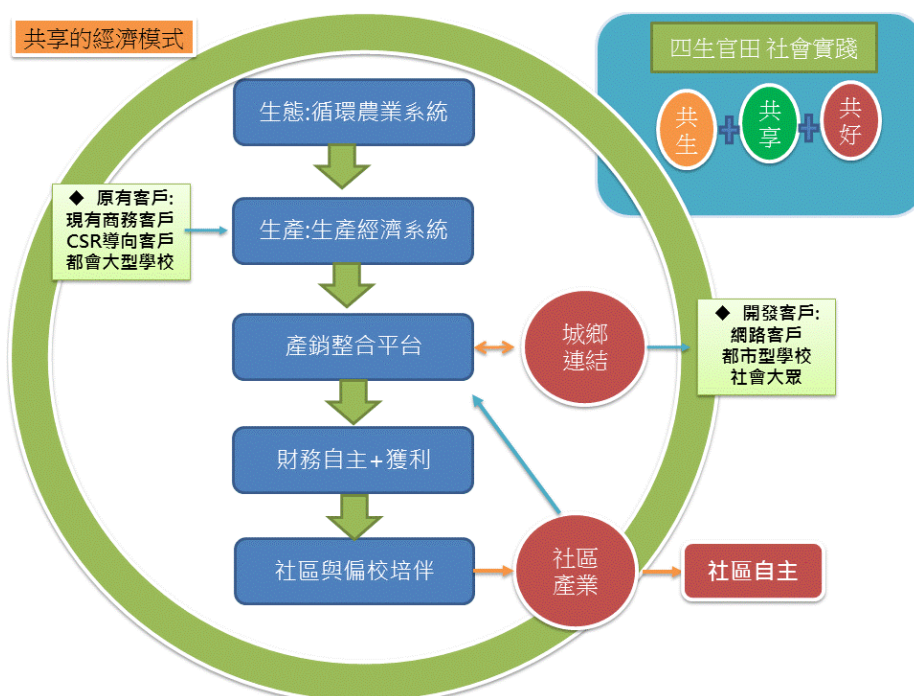 共享的經濟模式
四生官田 社會實踐
共生
共享
共好
生態:循環農業系統
◆ 原有客戶:
現有商務客戶
CSR導向客戶
都會大型學校
生產:生產經濟系統
產銷整合平台
城鄉
連結
◆ 開發客戶:
網路客戶
都市型學校
社會大眾
財務自主+獲利
社區與偏校培伴
社區
產業
社區自主